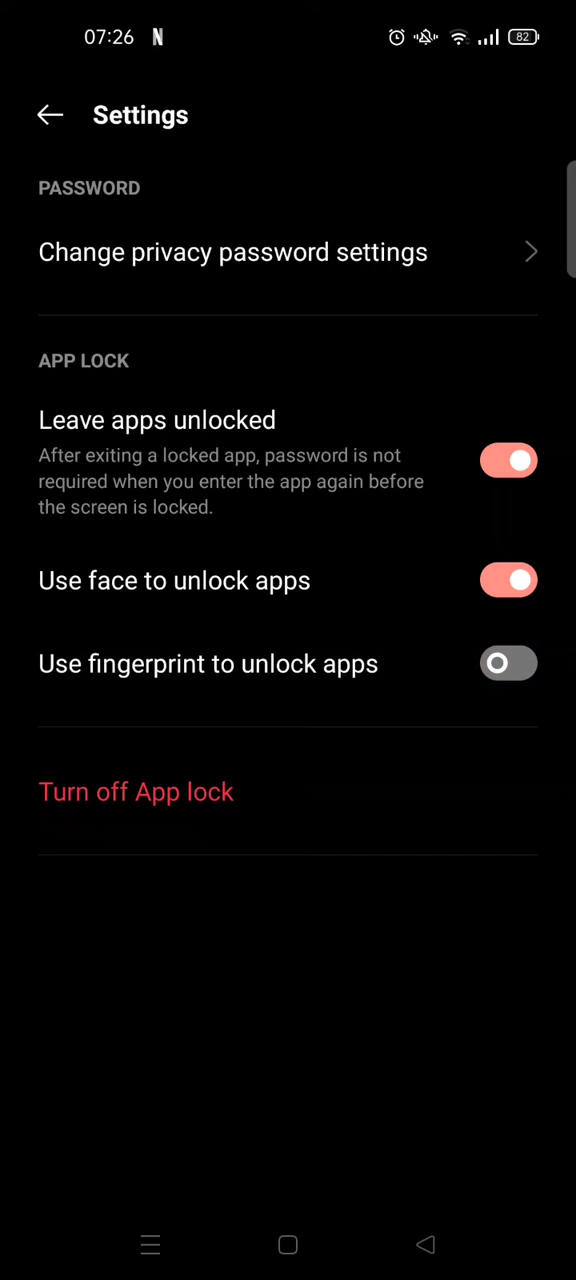 07:26 N 82
Settings
PASSWORD
Change privacy password settings
APP LOCK
Leave apps unlocked
After exiting a locked app, password is not
required when you enter the app again before
the screen is locked.
Use face to unlock apps
Use fingerprint to unlock apps
Turn off App lock